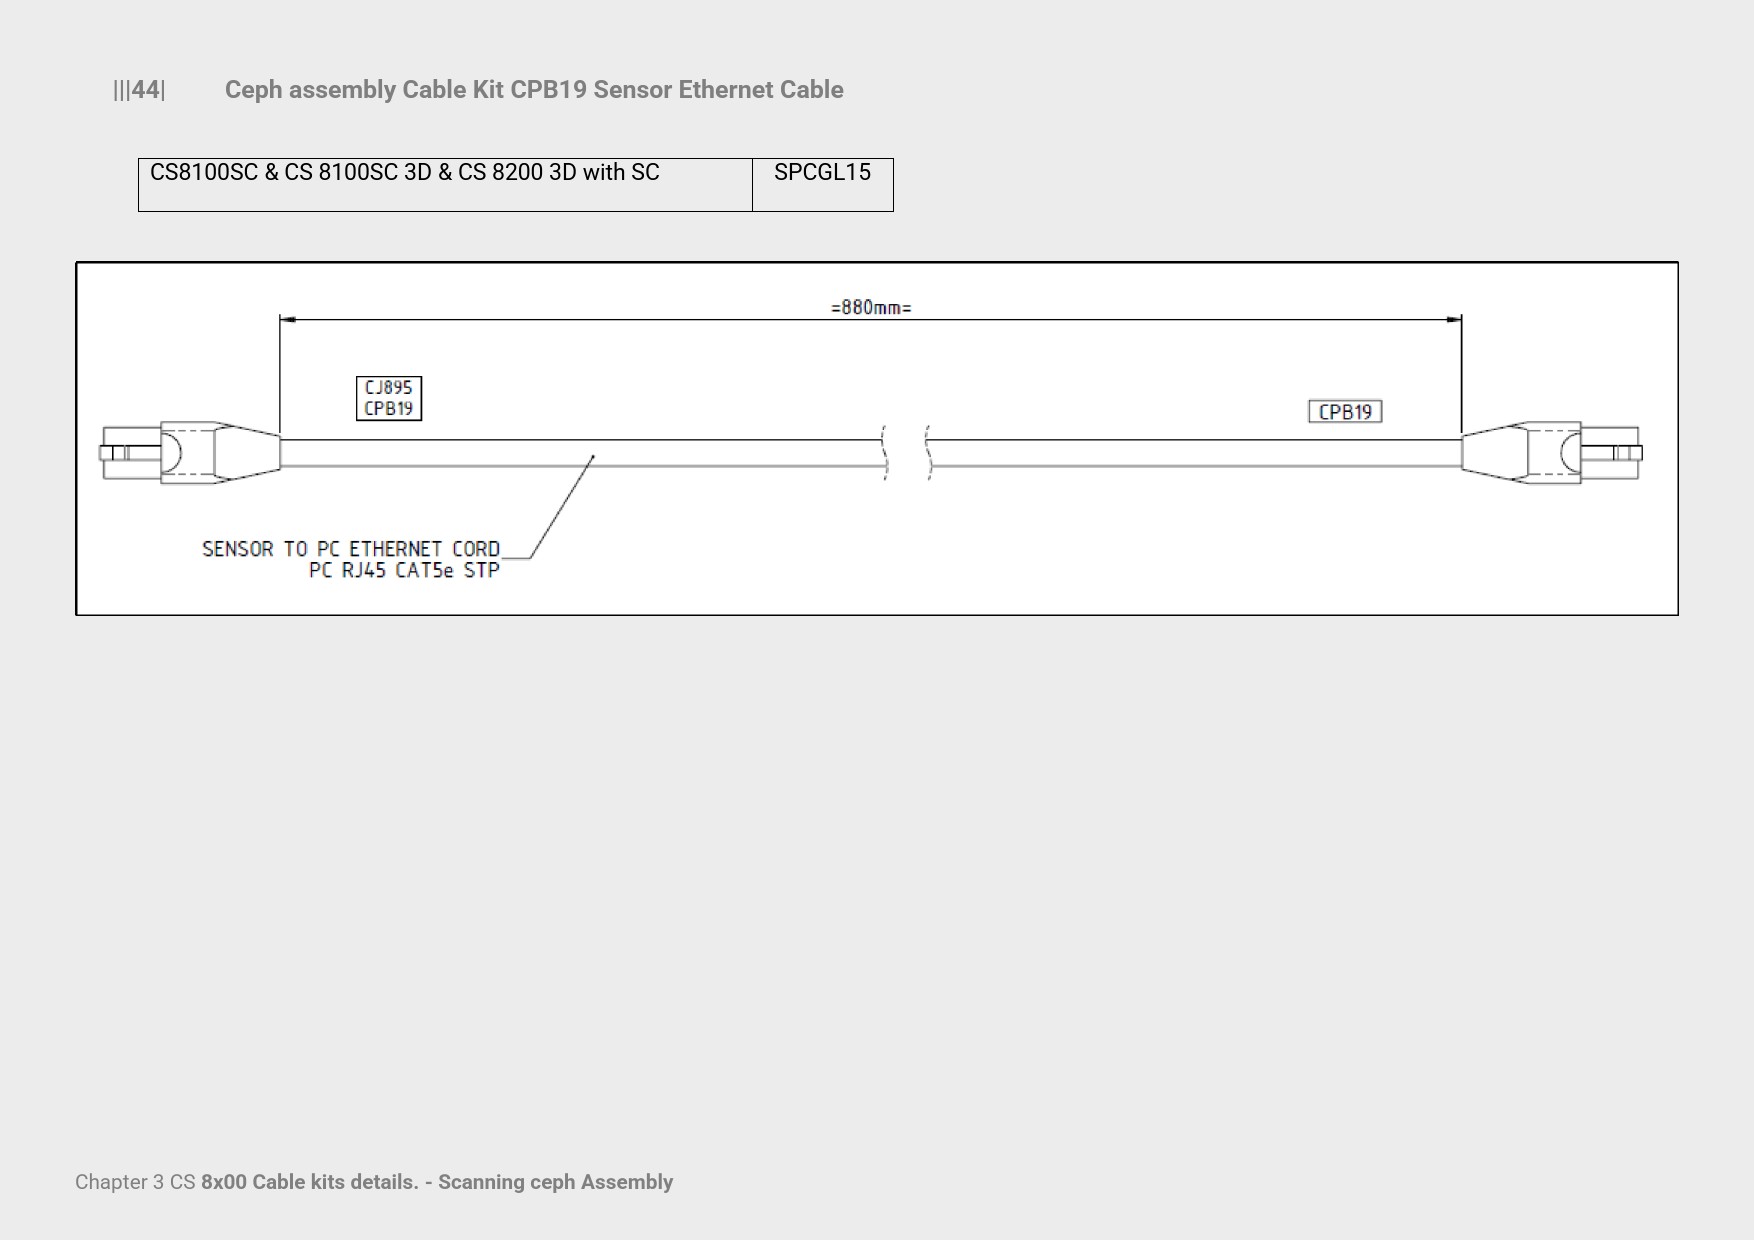 |||44| Ceph assembly Cable Kit CPB19 Sensor Ethernet Cable
CS8100SC & CS 8100SC 3D & CS 8200 3D with SC SPCGL15
=880mm=
CJ895
CPB19
CPB19
SENSOR TO PC ETHERNET CORD
PC RJ45 CAT5e STP
Chapter 3 CS 8x00 Cable kits details. - Scanning ceph Assembly